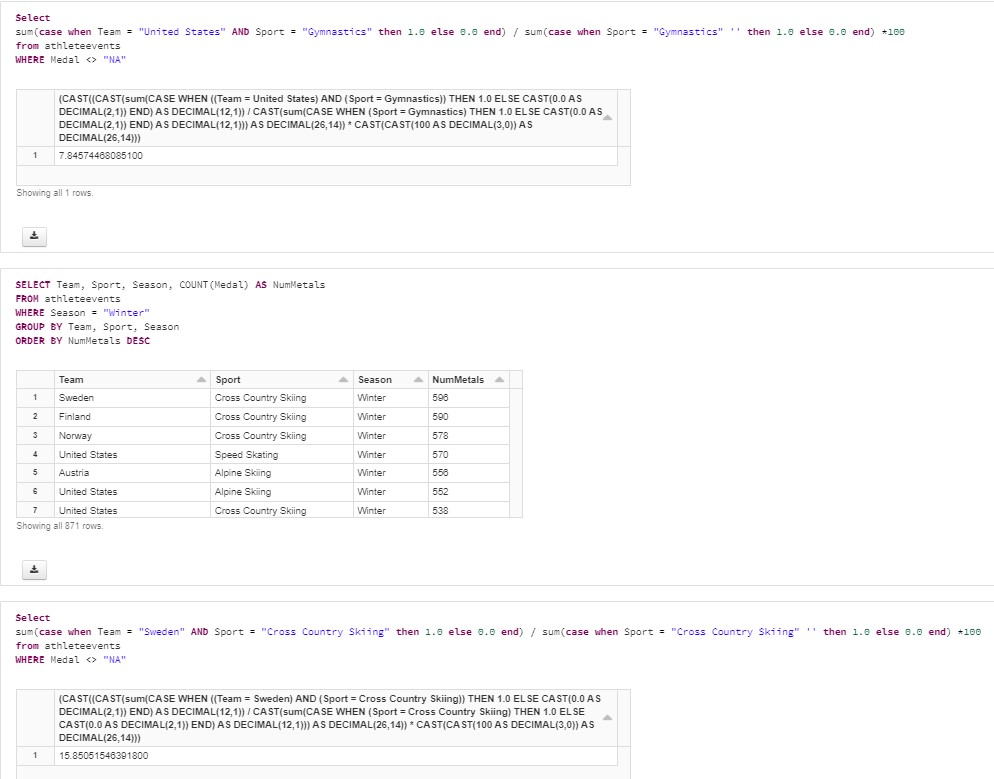 Select
sum(case when Team = "United States" AND Sport = "Gymnastics" then 1.0 else 0.0 end) / sum(case when Sport = "Gymnastics" '' then 1.0 else 0.0 end) *100
from athleteevents
WHERE Medal <> "NA"
(CAST((CAST(sum(CASE WHEN ((Team = United States) AND (Sport = Gymnastics)) THEN 1.0 ELSE CAST(0.0 AS
DECIMAL(2,1)) END) AS DECIMAL(12,1)) / CAST(sum(CASE WHEN (Sport = Gymnastics) THEN 1.0 ELSE CAST(0.0 AS
DECIMAL(2,1)) END) AS DECIMAL(12,1))) AS DECIMAL(26,14)) * CAST(CAST(100 AS DECIMAL(3,0)) AS
DECIMAL(26,14)))
1 7.84574468085100
Showing all 1 rows.
SELECT Team, Sport, Season, COUNT(Medal) AS NumMetals
FROM athleteevents
WHERE Season = "Winter"
GROUP BY Team, Sport, Season
ORDER BY NumMetals DESC
Team Sport Season NumMetals
1 Sweden Cross Country Skiing Winter 596
2 Finland Cross Country Skiing Winter 590
3 Norway Cross Country Skiing Winter 578
4 United States Speed Skating Winter 570
5 Austria Alpine Skiing Winter 556
6 United States Alpine Skiing Winter 552
7 United States Cross Country Skiing Winter 538
Showing all 871 rows.
Select
sum(case when Team = "Sweden" AND Sport = "Cross Country Skiing" then 1.0 else 0.0 end) / sum(case when Sport = "Cross Country Skiing" '' then 1.0 else 0.0 end) *100
from athleteevents
WHERE Medal <> "NA"
(CAST((CAST(sum(CASE WHEN ((Team = Sweden) AND (Sport = Cross Country Skiing)) THEN 1.0 ELSE CAST(0.0 AS
DECIMAL(2,1)) END) AS DECIMAL(12,1)) / CAST(sum(CASE WHEN (Sport = Cross Country Skiing) THEN 1.0 ELSE
CAST(0.0 AS DECIMAL(2,1)) END) AS DECIMAL(12,1))) AS DECIMAL(26,14)) * CAST(CAST(100 AS DECIMAL(3,0)) AS
DECIMAL(26,14)))
1 15.85051546391800